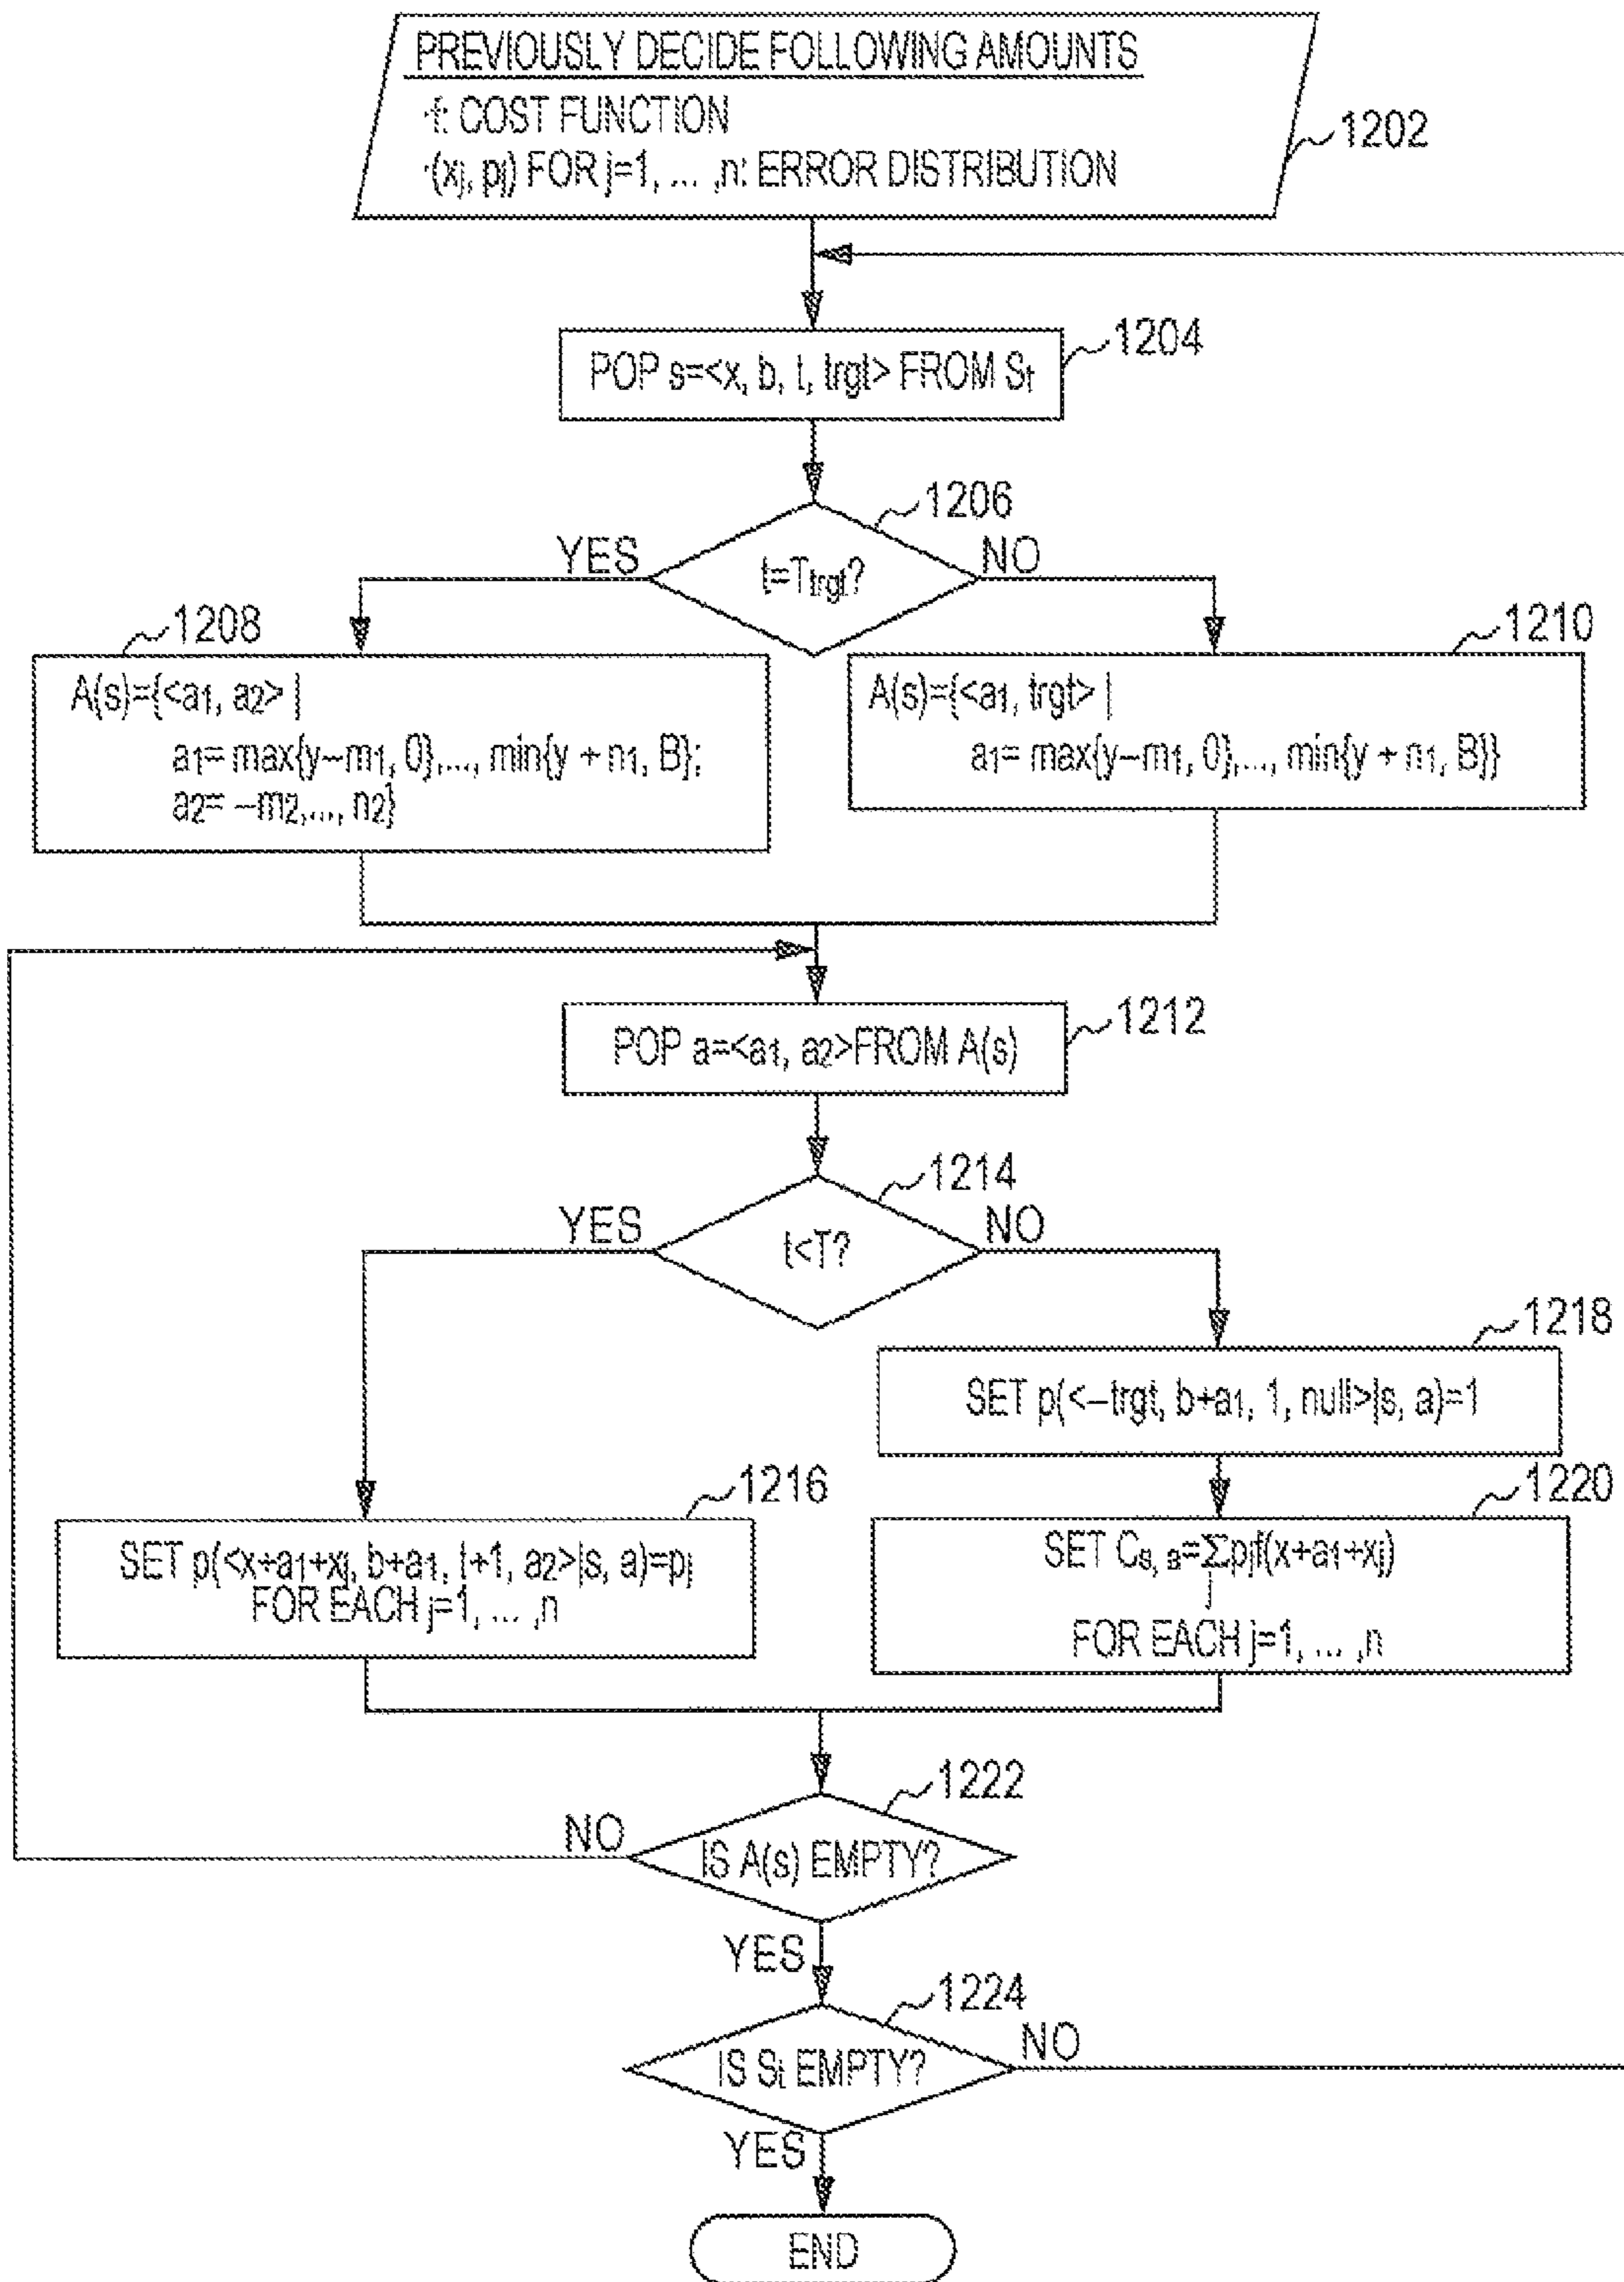 PREVIOUSLY DECIDE FOLLOWING AMOUNTS
·f: COST FUNCTION
·(xj, pj) FOR j=1, ... ,n: ERROR DISTRIBUTION
1202
POP s=<x, b, t, trgt> FROM St
1204
1206
YES
t=Ttrgt?
NO
1208
A(s)={<a1, a2> |
a1= max{y−m1, 0},..., min{y + n1, B};
a2= −m2,..., n2}
1210
A(s)={<a1, trgt> |
a1= max{y−m1, 0},..., min{y + n1, B}}
POP a=<a1, a2>FROM A(s)
1212
1214
YES
t<T?
NO
1218
SET p(<−trgt, b+a1, 1, null>|s, a)=1
1216
SET p(<x+a1+xj, b+a1, t+1, a2>|s, a)=pj
FOR EACH j=1, ... ,n
1220
SET Cs, a=Σpjf(x+a1+xj)
j
FOR EACH j=1, ... ,n
1222
NO
IS A(s) EMPTY?
YES
1224
IS St EMPTY?
NO
YES
END